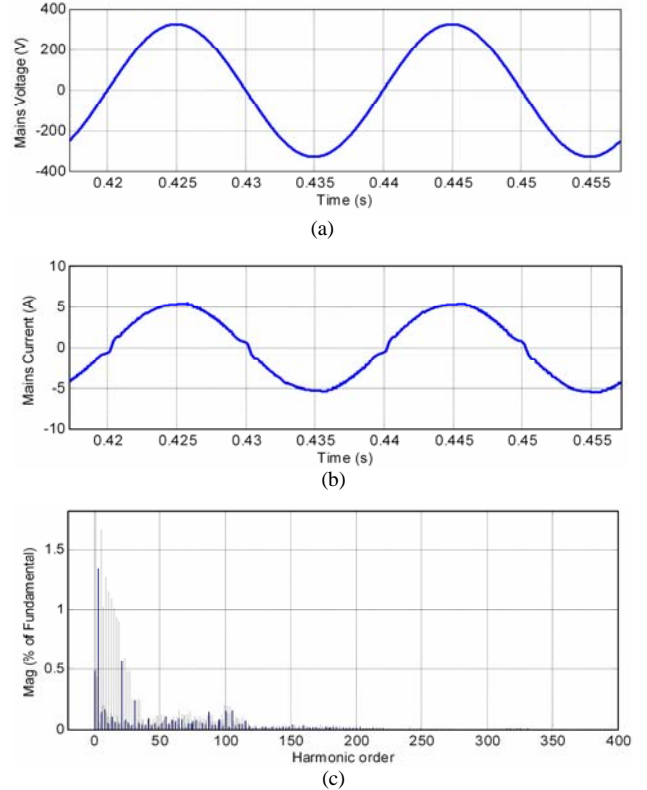 Mains Voltage (V)
400
200
0
-200
-400
0.42 0.425 0.43 0.435 0.44 0.445 0.45 0.455
Time (s)
(a)
Mains Current (A)
10
5
0
-5
-10
0.42 0.425 0.43 0.435 0.44 0.445 0.45 0.455
Time (s)
(b)
Mag (% of Fundamental)
1.5
1
0.5
0
0 50 100 150 200 250 300 350 400
Harmonic order
(c)